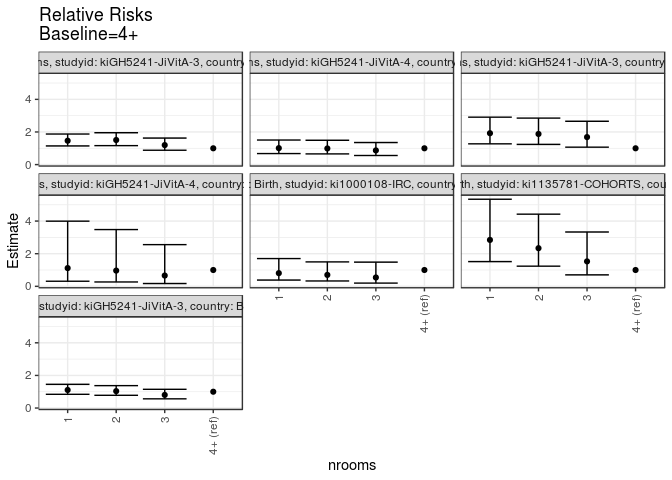 Relative Risks
Baseline=4+
ns, studyid: kiGH5241-JiVitA-3, country
ns, studyid: kiGH5241-JiVitA-4, country
ns, studyid: kiGH5241-JiVitA-3, country
4
2
0
s, studyid: kiGH5241-JiVitA-4, country:
: Birth, studyid: ki1000108-IRC, country
th, studyid: ki1135781-COHORTS, cou
Estimate
4
2
0
1
2
3
4+ (ref)
1
2
3
4+ (ref)
studyid: kiGH5241-JiVitA-3, country: B
4
2
0
1
2
3
4+ (ref)
nrooms